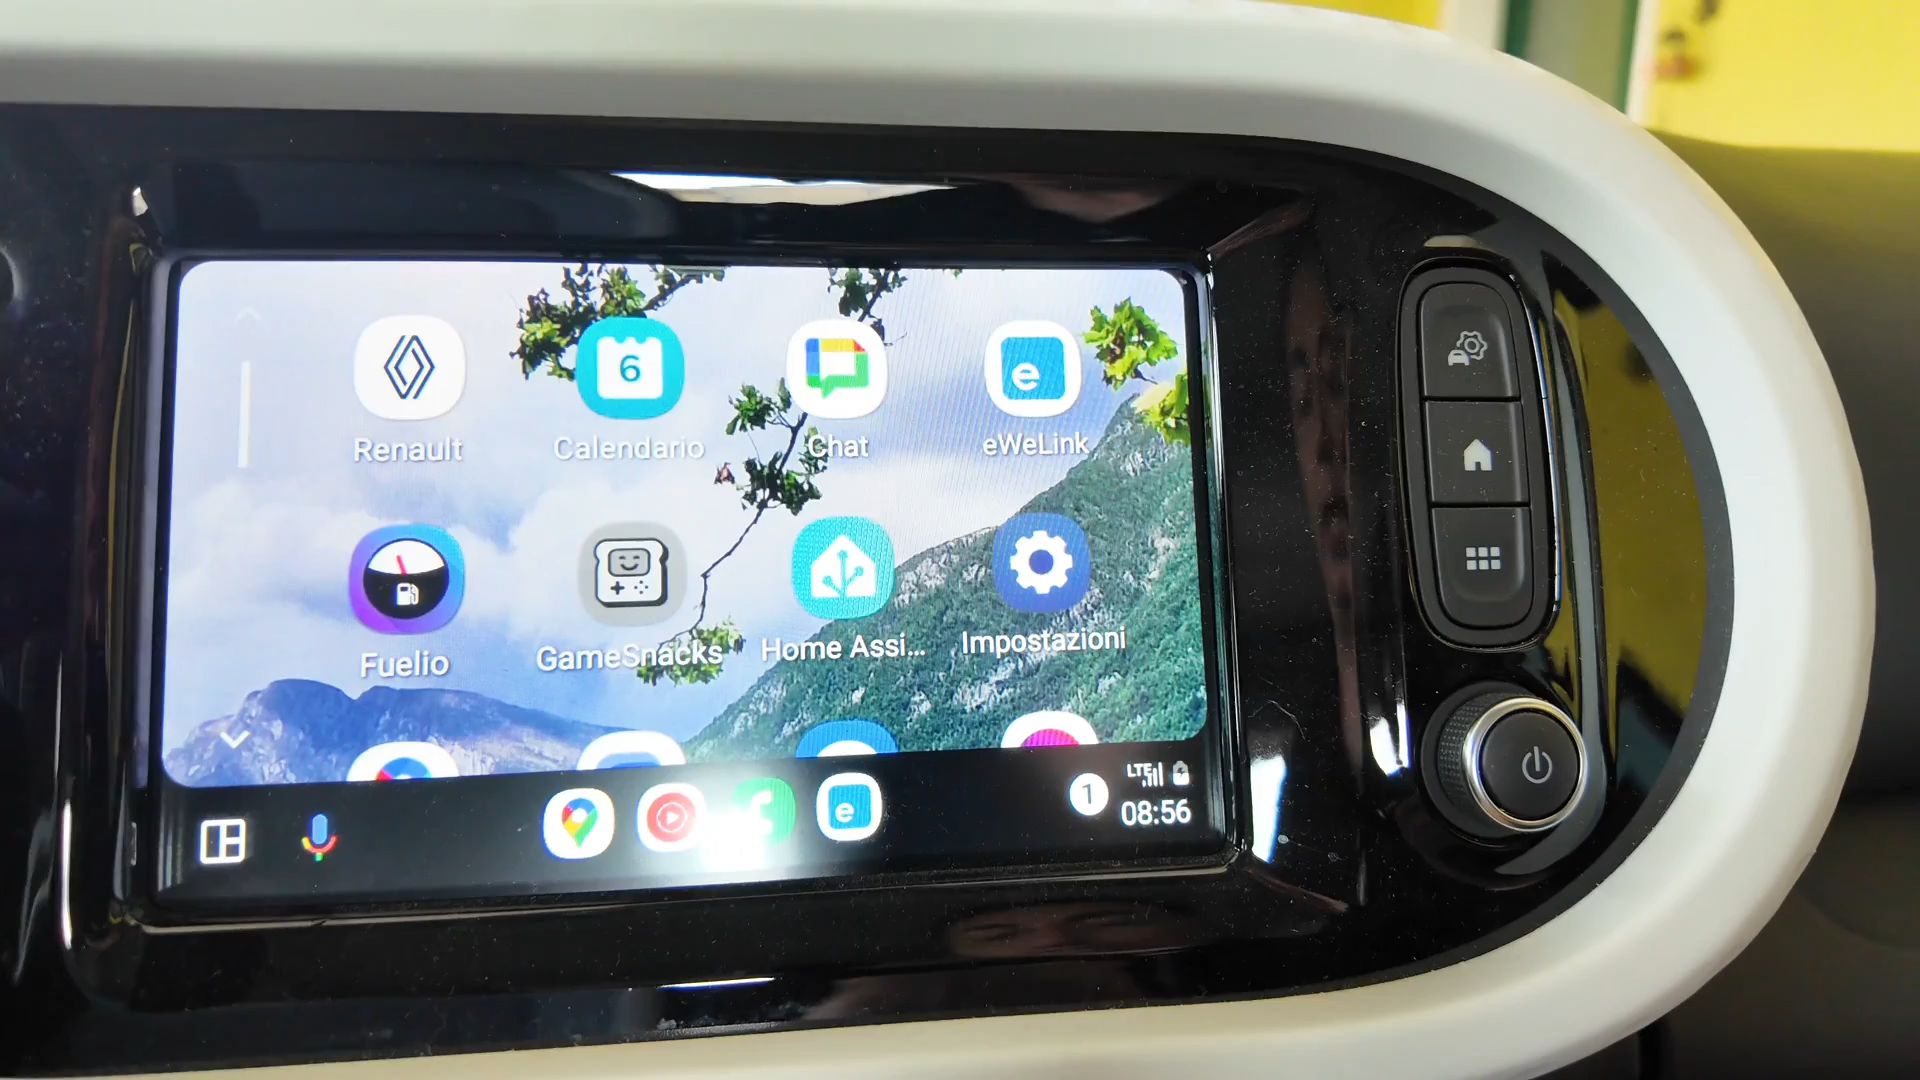 Renault
Calendario
Chat
eWeLink
6
e
Fuelio
GameSnacks
Home Assi...
Impostazioni
e
1
LTE
08:56